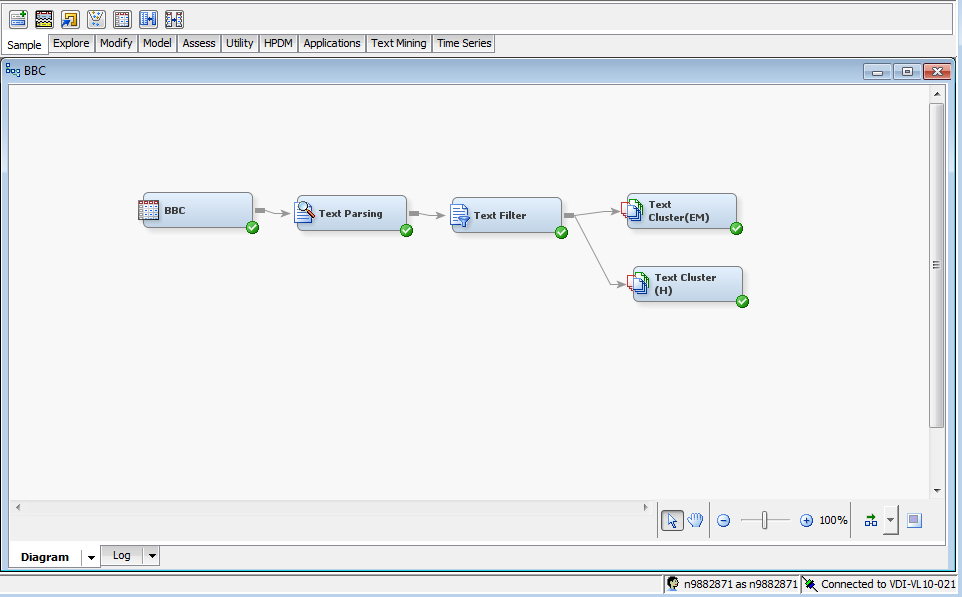 Sample Explore Modify Model Assess Utility HPDM Applications Text Mining Time Series
BBC
BBC
Text Parsing
Text Filter
Text
Cluster(EM)
Text Cluster
(H)
100%
Diagram Log
n9882871 as n9882871 Connected to VDI-VL10-021